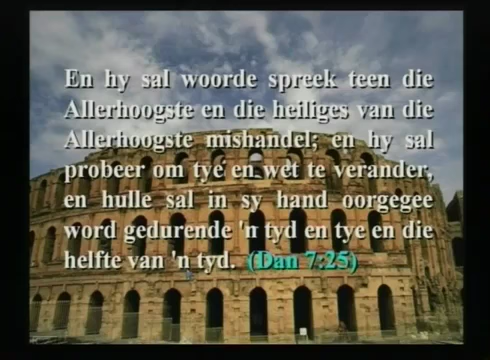 En hy sal woorde spreek teen die
Allerhoogste en die heiliges van die
Allerhoogste mishandel; en hy sal
probeer om tye en wet te verander,
en hulle sal in sy hand oorgegee
word gedurende 'n tyd en tye en die
helfte van 'n tyd. (Dan 7:25)